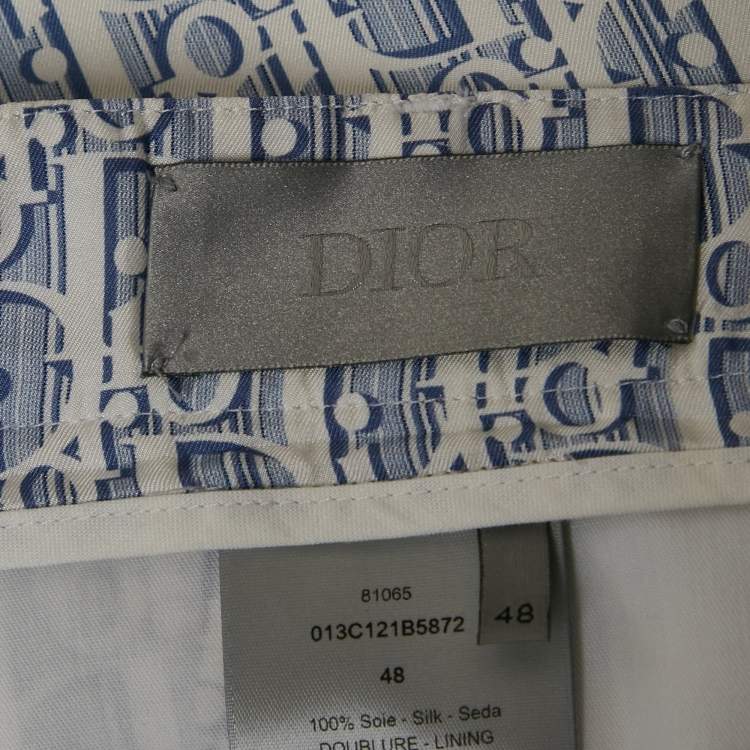 DIOR
81065
013C121B5872
48
48
100% Soie - Silk - Seda
DOUBLURE - LINING